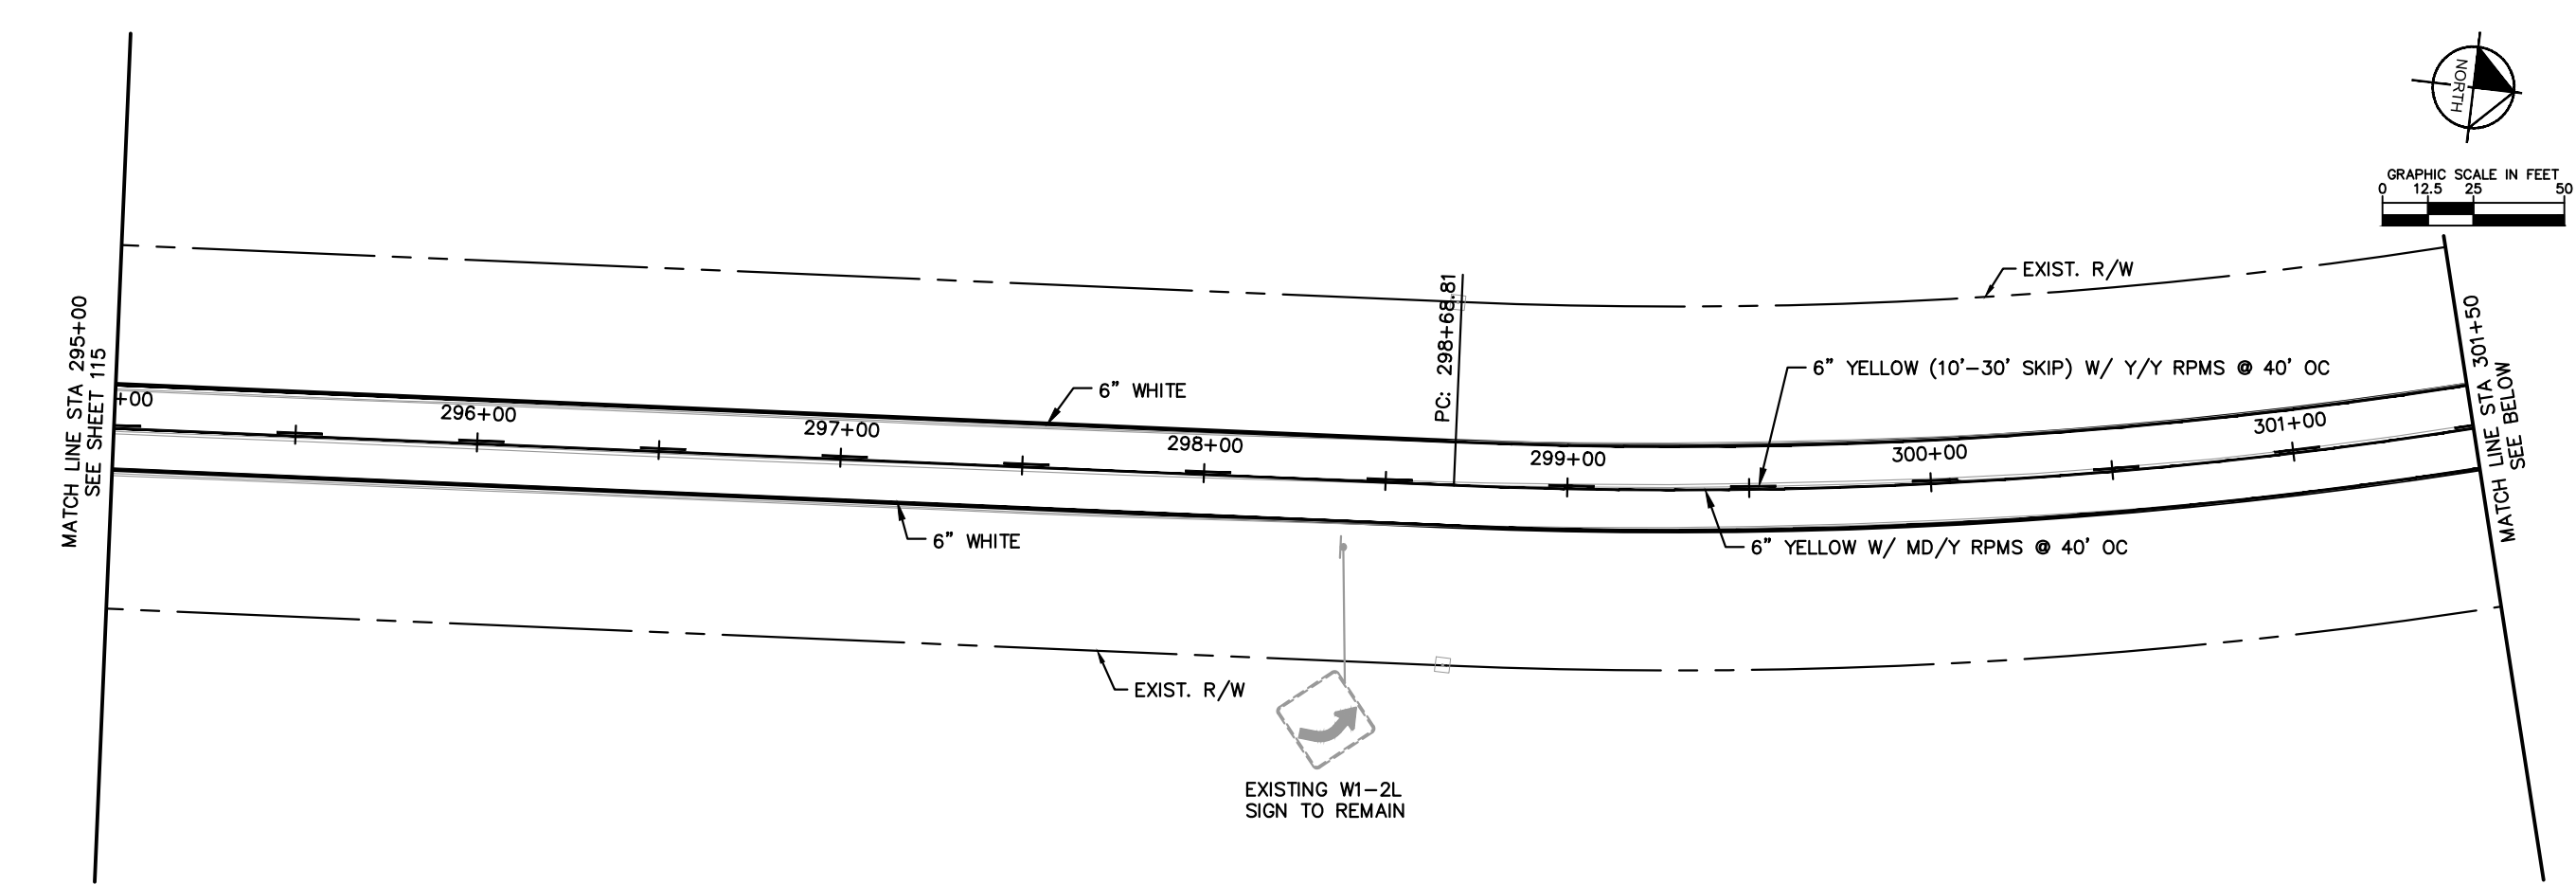 NORTH
GRAPHIC SCALE IN FEET
0 12.5 25 50
MATCH LINE STA 295+00
SEE SHEET 115
+00
296+00
297+00
298+00
299+00
300+00
301+00
6" WHITE
6" WHITE
PC: 298+68.81
EXIST. R/W
6" YELLOW (10'-30' SKIP) W/ Y/Y RPMS @ 40' OC
6" YELLOW W/ MD/Y RPMS @ 40' OC
EXIST. R/W
EXISTING W1-2L
SIGN TO REMAIN
MATCH LINE STA 301+50
SEE BELOW